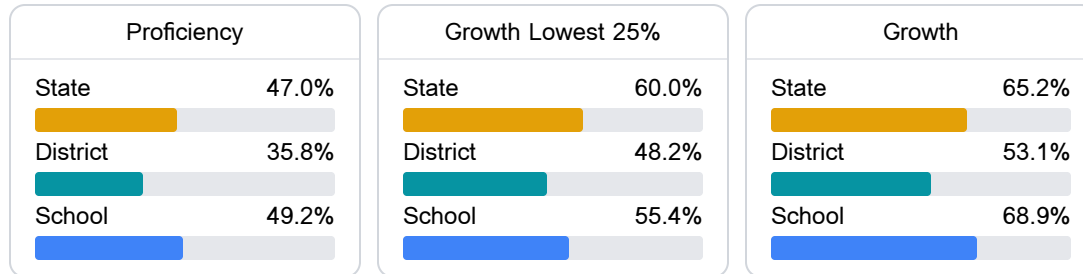 Proficiency
State 47.0%
District 35.8%
School 49.2%
Growth Lowest 25%
State 60.0%
District 48.2%
School 55.4%
Growth
State 65.2%
District 53.1%
School 68.9%